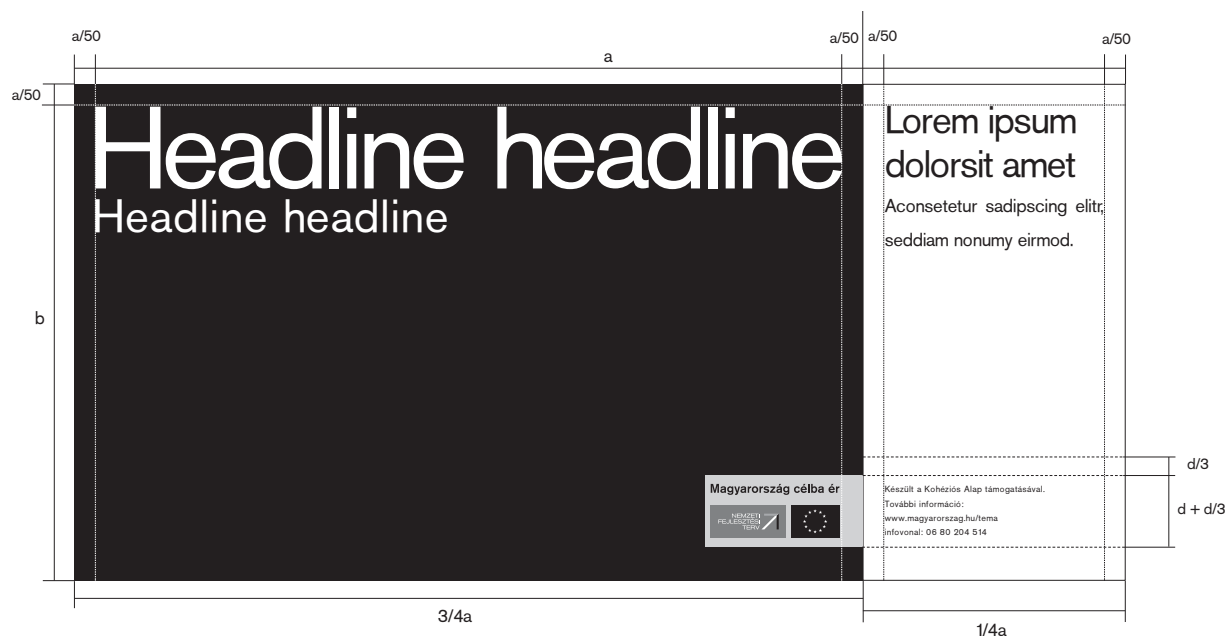 a/50
a/50
a/50
a/50
a
a/50
Headline headline
Headline headline
Lorem ipsum
dolorsit amet
Aconsetetur sadipscing elitr,
seddiam nonumy eirmod.
b
d/3
d + d/3
Magyarország célba ér
NEMZETI
FEJLESZTÉSI
TERV
Készült a Kohéziós Alap támogatásával.
További információ:
www.magyarorszag.hu/tema
infovonal: 06 80 204 514
3/4a
1/4a